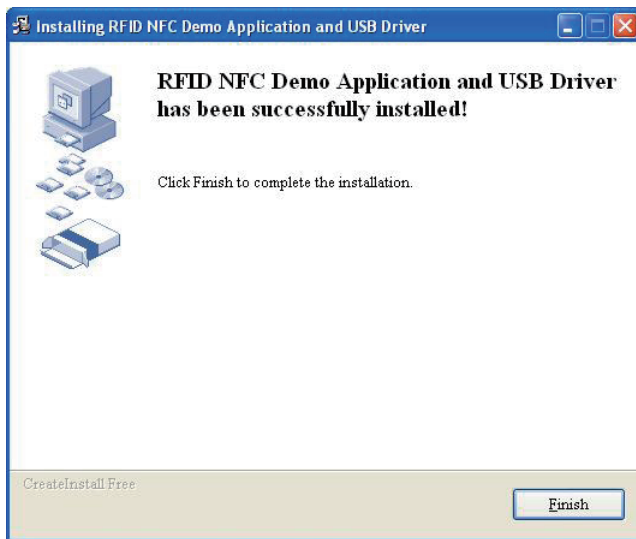 Installing RFID NFC Demo Application and USB Driver
RFID NFC Demo Application and USB Driver
has been successfully installed!
Click Finish to complete the installation.
CreateInstall Free
Finish